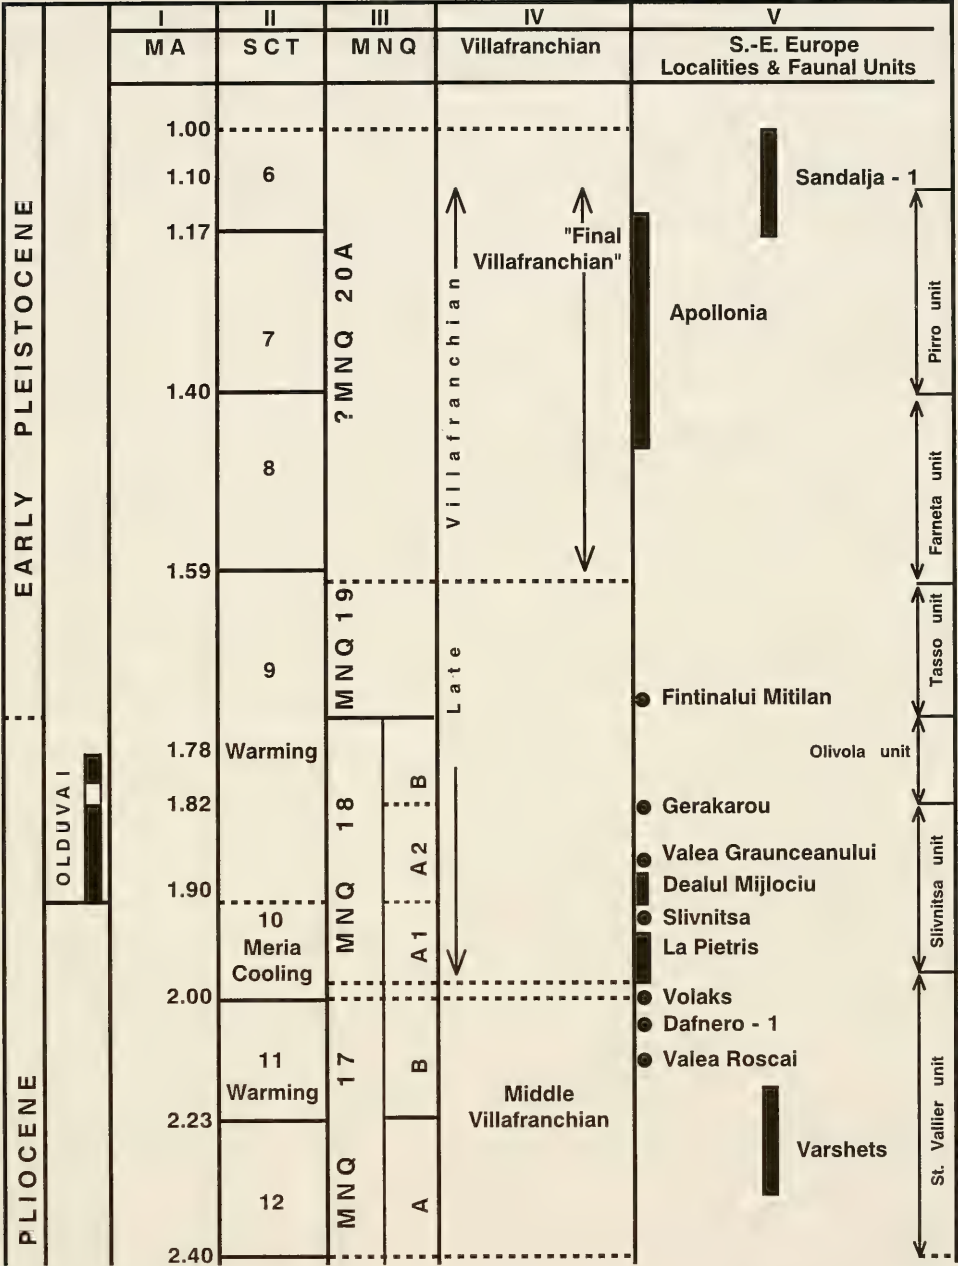 I II III IV V
MA SCT MNQ Villafranchian S.-E. Europe
Localities & Faunal Units
EARLY PLEISTOCENE
PLIOCENE
OLDUVAI
1.00
1.10
1.17
1.40
1.59
1.78
1.82
1.90
2.00
2.23
2.40
6
7
8
9
Warming
10
Meria
Cooling
11
Warming
12
?MNQ 20A
MNQ 19
MNQ 18
B
A2
A1
MNQ 17
B
A
Late Villafranchian
"Final
Villafranchian"
Middle
Villafranchian
Sandalja - 1
Apollonia
Fintinalui Mitilan
Gerakarou
Valea Graunceanului
Dealul Mijlociu
Slivnitsa
La Pietris
Volaks
Dafnero - 1
Valea Roscai
Varshets
Pirro unit
Farneta unit
Tasso unit
Olivola unit
Slivnitsa unit
St. Vallier unit